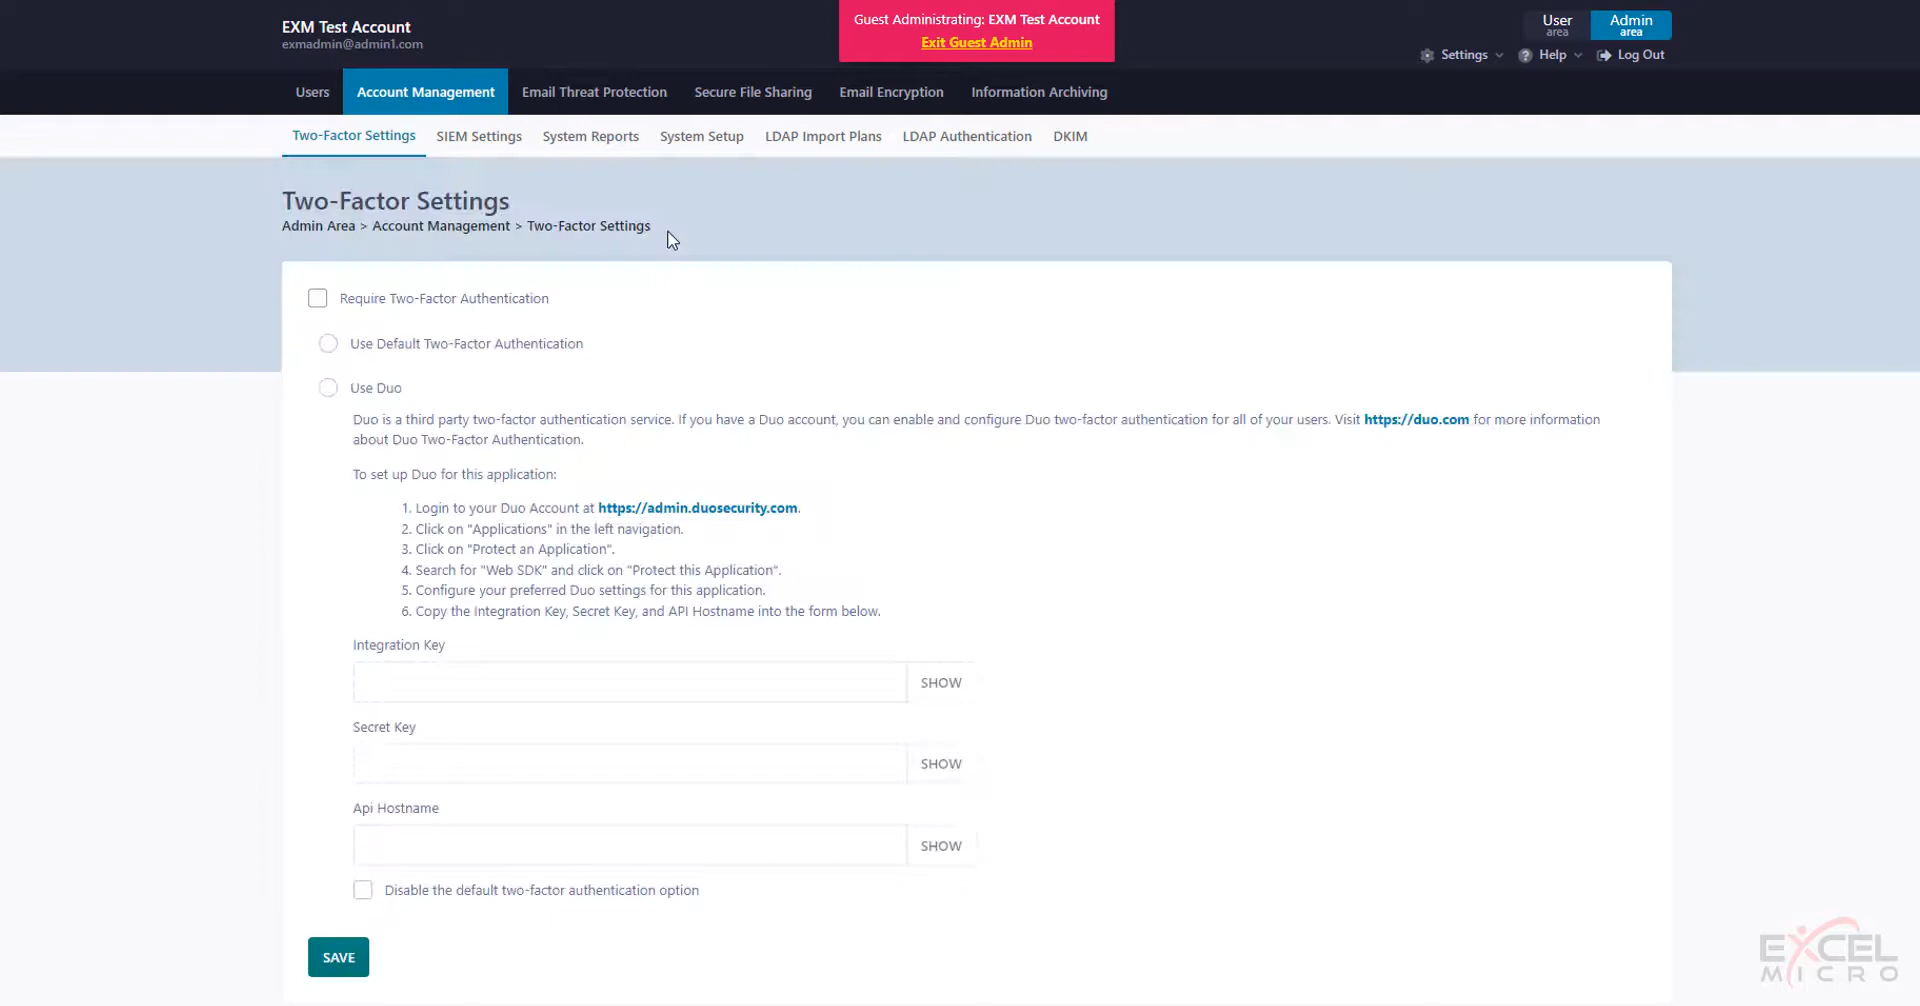 EXM Test Account
exmadmin@admin1.com
Guest Administrating: EXM Test Account
Exit Guest Admin
User
area
Admin
area
Settings
Help
Log Out
Users
Account Management
Email Threat Protection
Secure File Sharing
Email Encryption
Information Archiving
Two-Factor Settings
SIEM Settings
System Reports
System Setup
LDAP Import Plans
LDAP Authentication
DKIM
Two-Factor Settings
Admin Area > Account Management > Two-Factor Settings
Require Two-Factor Authentication
Use Default Two-Factor Authentication
Use Duo
Duo is a third party two-factor authentication service. If you have a Duo account, you can enable and configure Duo two-factor authentication for all of your users. Visit https://duo.com for more information
about Duo Two-Factor Authentication.
To set up Duo for this application:
1. Login to your Duo Account at https://admin.duosecurity.com.
2. Click on "Applications" in the left navigation.
3. Click on "Protect an Application".
4. Search for "Web SDK" and click on "Protect this Application".
5. Configure your preferred Duo settings for this application.
6. Copy the Integration Key, Secret Key, and API Hostname into the form below.
Integration Key
SHOW
Secret Key
SHOW
Api Hostname
SHOW
Disable the default two-factor authentication option
SAVE
EXCEL
MICRO